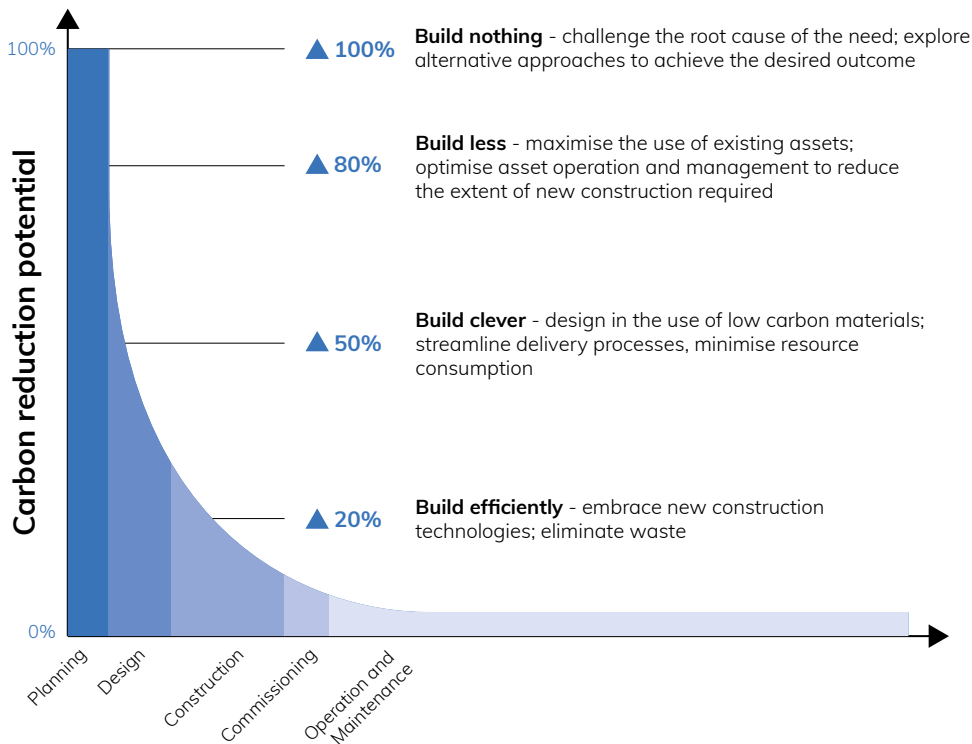 100%
100%
Build nothing - challenge the root cause of the need; explore
alternative approaches to achieve the desired outcome
80%
Build less - maximise the use of existing assets;
optimise asset operation and management to reduce
the extent of new construction required
Carbon reduction potential
50%
Build clever - design in the use of low carbon materials;
streamline delivery processes, minimise resource
consumption
20%
Build efficiently - embrace new construction
technologies; eliminate waste
0%
Planning
Design
Construction
Commissioning
Operation and
Maintenance